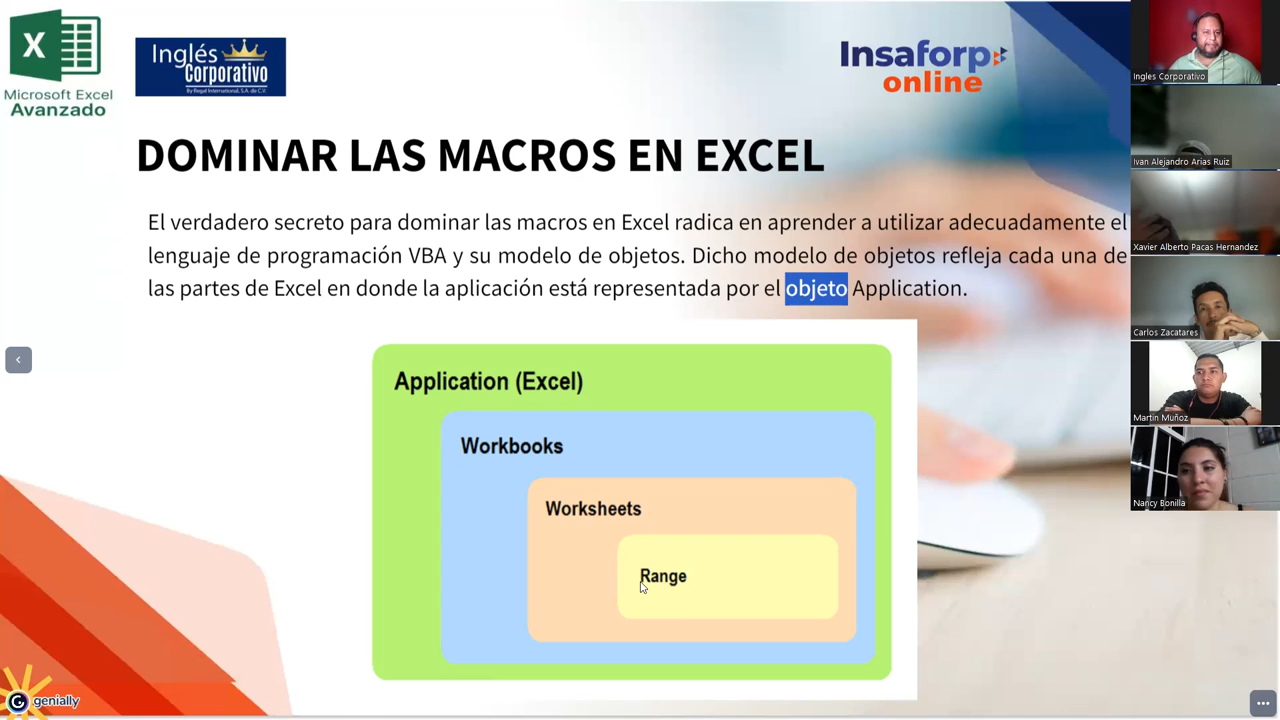 Microsoft Excel
Avanzado
Inglés
Corporativo
By Regal International, S.A. de C.V.
Insaforp
online
DOMINAR LAS MACROS EN EXCEL
El verdadero secreto para dominar las macros en Excel radica en aprender a utilizar adecuadamente el
lenguaje de programación VBA y su modelo de objetos. Dicho modelo de objetos refleja cada una de
las partes de Excel en donde la aplicación está representada por el objeto Application.
Application (Excel)
Workbooks
Worksheets
Range
genially
Ingles Corporativo
Ivan Alejandro Arias Ruiz
Xavier Alberto Pacas Hernandez
Carlos Zacatares
Martin Muñoz
Nancy Bonilla